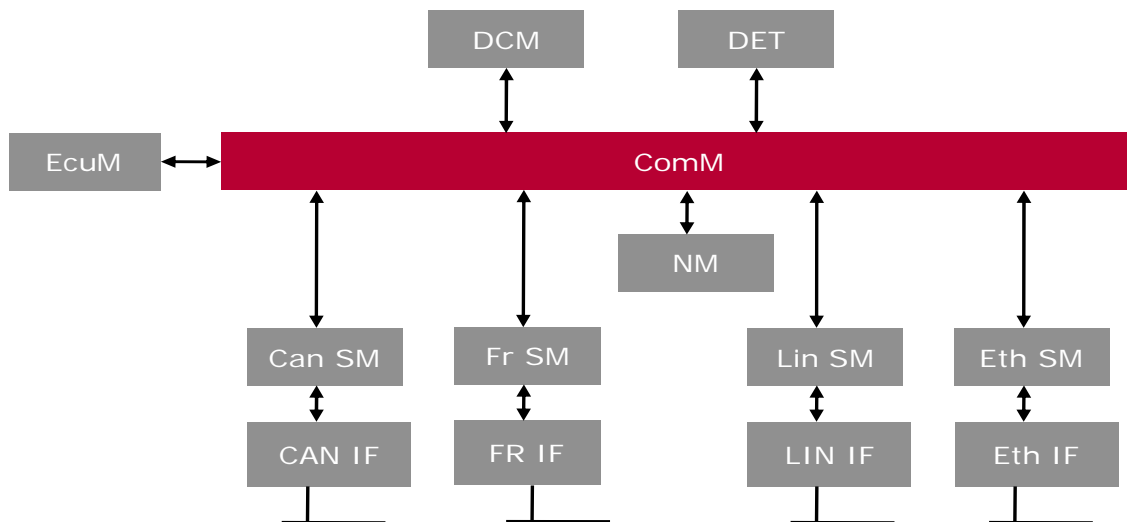 DCM
DET
EcuM
ComM
NM
Can SM
Fr SM
Lin SM
Eth SM
CAN IF
FR IF
LIN IF
Eth IF